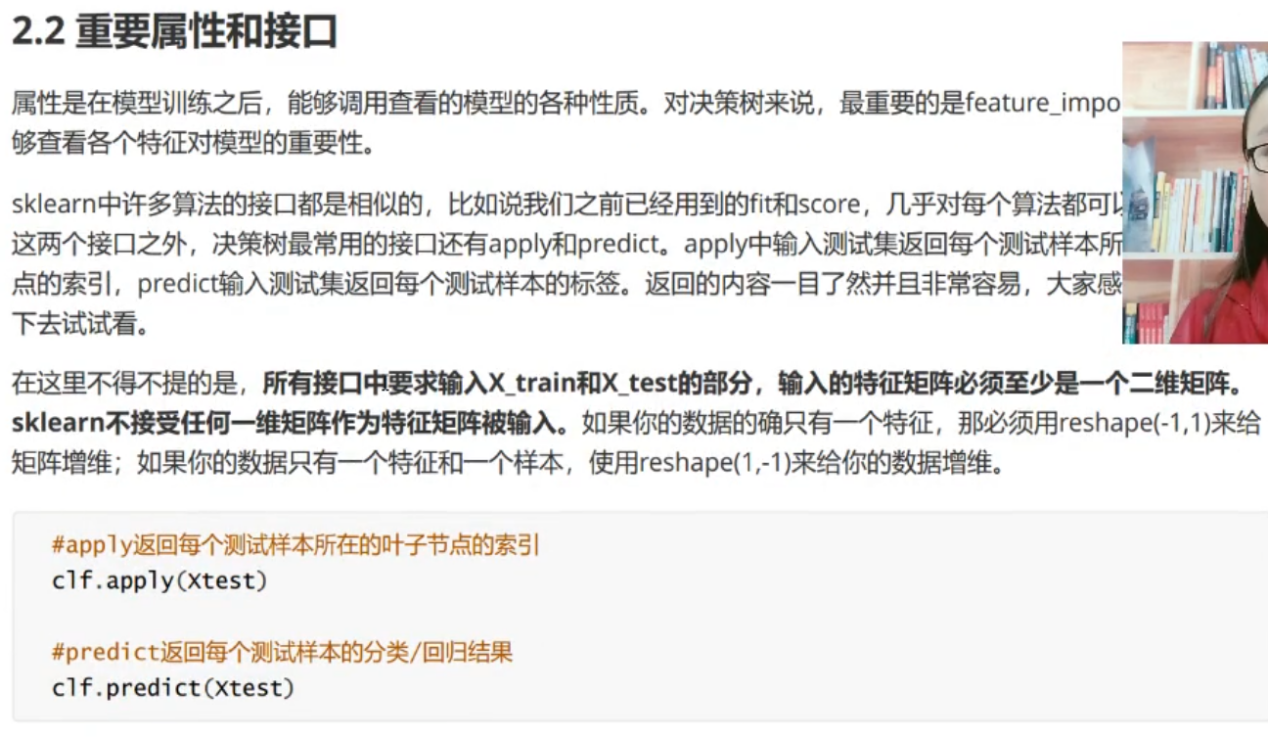 2.2 重要属性和接口
属性是在模型训练之后，能够调用查看的模型的各种性质。对决策树来说，最重要的是feature_impo
够查看各个特征对模型的重要性。
sklearn中许多算法的接口都是相似的，比如说我们之前已经用到的fit和score，几乎对每个算法都可以
这两个接口之外，决策树最常用的接口还有apply和predict。apply中输入测试集返回每个测试样本所
点的索引，predict输入测试集返回每个测试样本的标签。返回的内容一目了然并且非常容易，大家感
下去试试看。
在这里不得不提的是，所有接口中要求输入X_train和X_test的部分，输入的特征矩阵必须至少是一个二维矩阵。
sklearn不接受任何一维矩阵作为特征矩阵被输入。如果你的数据的确只有一个特征，那必须用reshape(-1,1)来给
矩阵增维；如果你的数据只有一个特征和一个样本，使用reshape(1,-1)来给你的数据增维。
#apply返回每个测试样本所在的叶子节点的索引
clf.apply(Xtest)
#predict返回每个测试样本的分类/回归结果
clf.predict(Xtest)